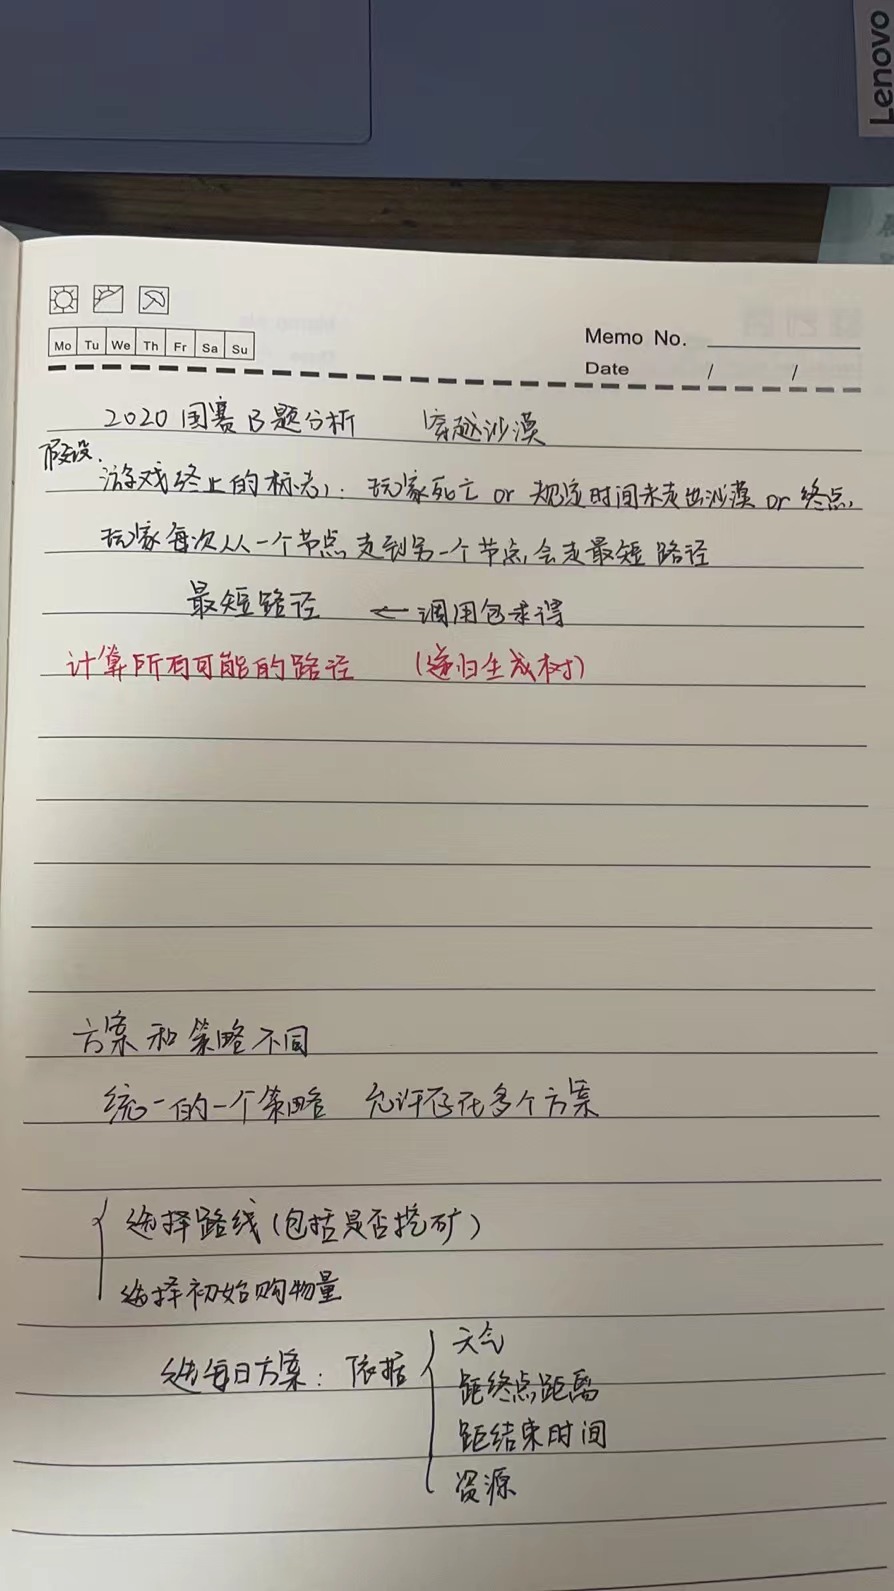 Lenovo
Mo Tu We Th Fr Sa Su
Memo No.
Date / /
2020国赛B题分析 穿越沙漠
假设:
游戏终止的标志:玩家死亡 or 规定时间未走出沙漠 or 终点,
玩家每次从一个节点走到另一个节点,会走最短路径
最短路径 ← 调用包求得
计算所有可能的路径 (递归生成树)
方案和策略不同
统一的一个策略 允许存在多个方案
选择路线(包括是否挖矿)
选择初始购物量
选每日方案: 依据
天气
距终点距离
距结束时间
资源